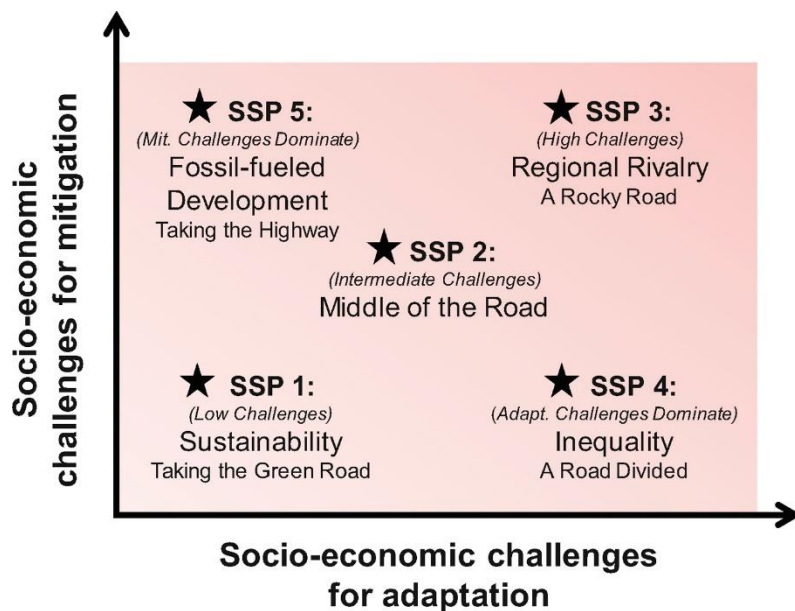 Socio-economic
challenges for mitigation
SSP 5:
(Mit. Challenges Dominate)
Fossil-fueled
Development
Taking the Highway
SSP 3:
(High Challenges)
Regional Rivalry
A Rocky Road
SSP 2:
(Intermediate Challenges)
Middle of the Road
SSP 1:
(Low Challenges)
Sustainability
Taking the Green Road
SSP 4:
(Adapt. Challenges Dominate)
Inequality
A Road Divided
Socio-economic challenges
for adaptation